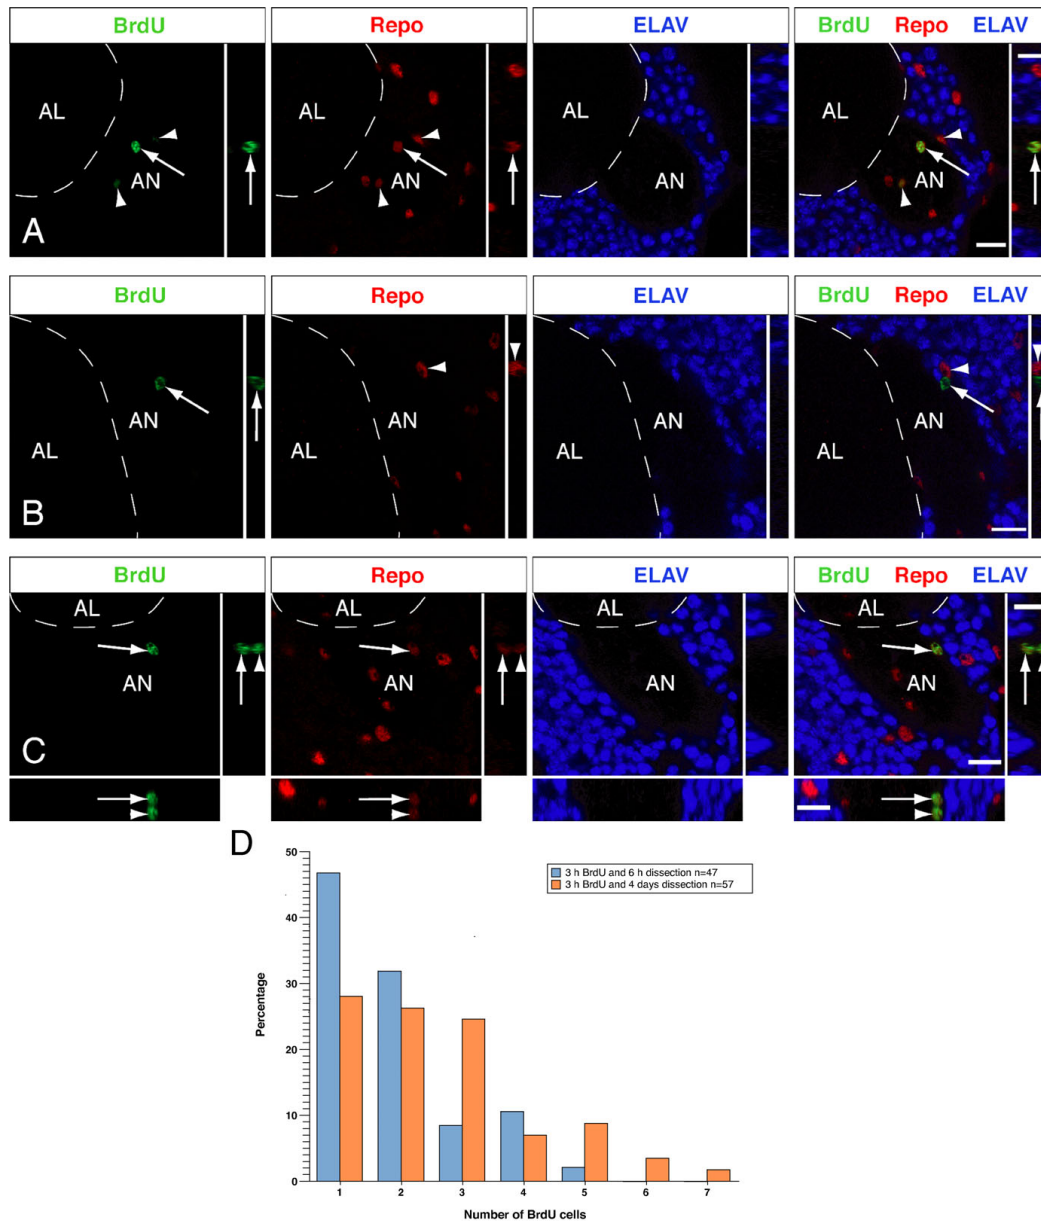 BrdU Repo ELAV BrdU Repo ELAV
AL AL AL AL
AN AN AN AN
A
BrdU Repo ELAV BrdU Repo ELAV
AN AN AN AN
AL AL AL AL
B
BrdU Repo ELAV BrdU Repo ELAV
AL AL AL AL
AN AN AN AN
C
D
50
40
30
20
10
0
Percentage
3 h BrdU and 6 h dissection n=47
3 h BrdU and 4 days dissection n=57
1 2 3 4 5 6 7
Number of BrdU cells